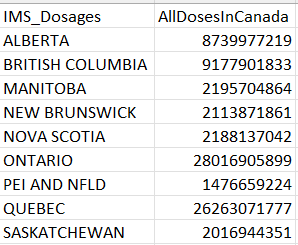 IMS_Dosages AllDosesInCanada
ALBERTA 8739977219
BRITISH COLUMBIA 9177901833
MANITOBA 2195704864
NEW BRUNSWICK 2113871861
NOVA SCOTIA 2188137042
ONTARIO 28016905899
PEI AND NFLD 1476659224
QUEBEC 26263071777
SASKATCHEWAN 2016944351